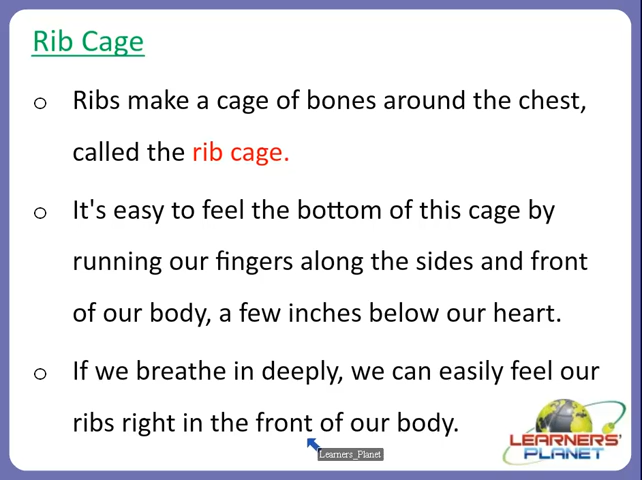 Rib Cage
o Ribs make a cage of bones around the chest,
called the rib cage.
o It's easy to feel the bottom of this cage by
running our fingers along the sides and front
of our body, a few inches below our heart.
o If we breathe in deeply, we can easily feel our
ribs right in the front of our body.
Learners_Planet
LEARNERS'
PLANET